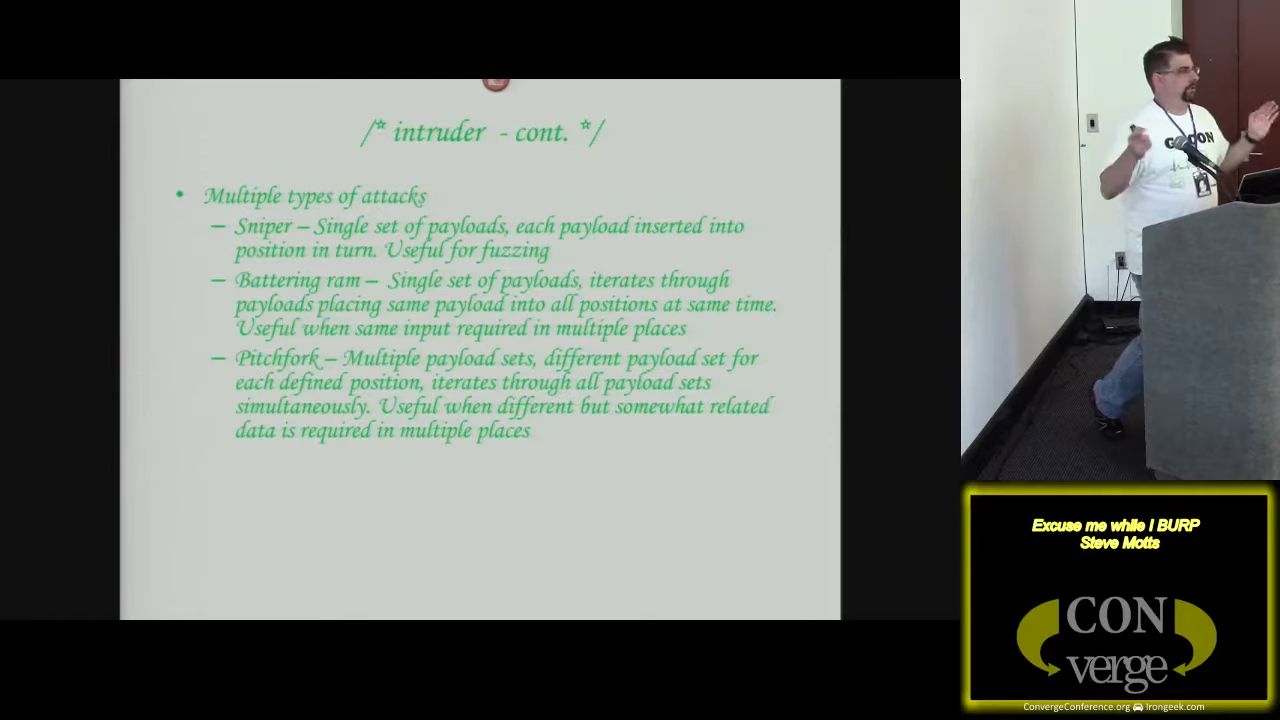 /* intruder - cont. */
• Multiple types of attacks
– Sniper – Single set of payloads, each payload inserted into
position in turn. Useful for fuzzing
– Battering ram – Single set of payloads, iterates through
payloads placing same payload into all positions at same time.
Useful when same input required in multiple places
– Pitchfork – Multiple payload sets, different payload set for
each defined position, iterates through all payload sets
simultaneously. Useful when different but somewhat related
data is required in multiple places
Excuse me while I BURP
Steve Motts
CON
verge
ConvergeConference.org Irongeek.com